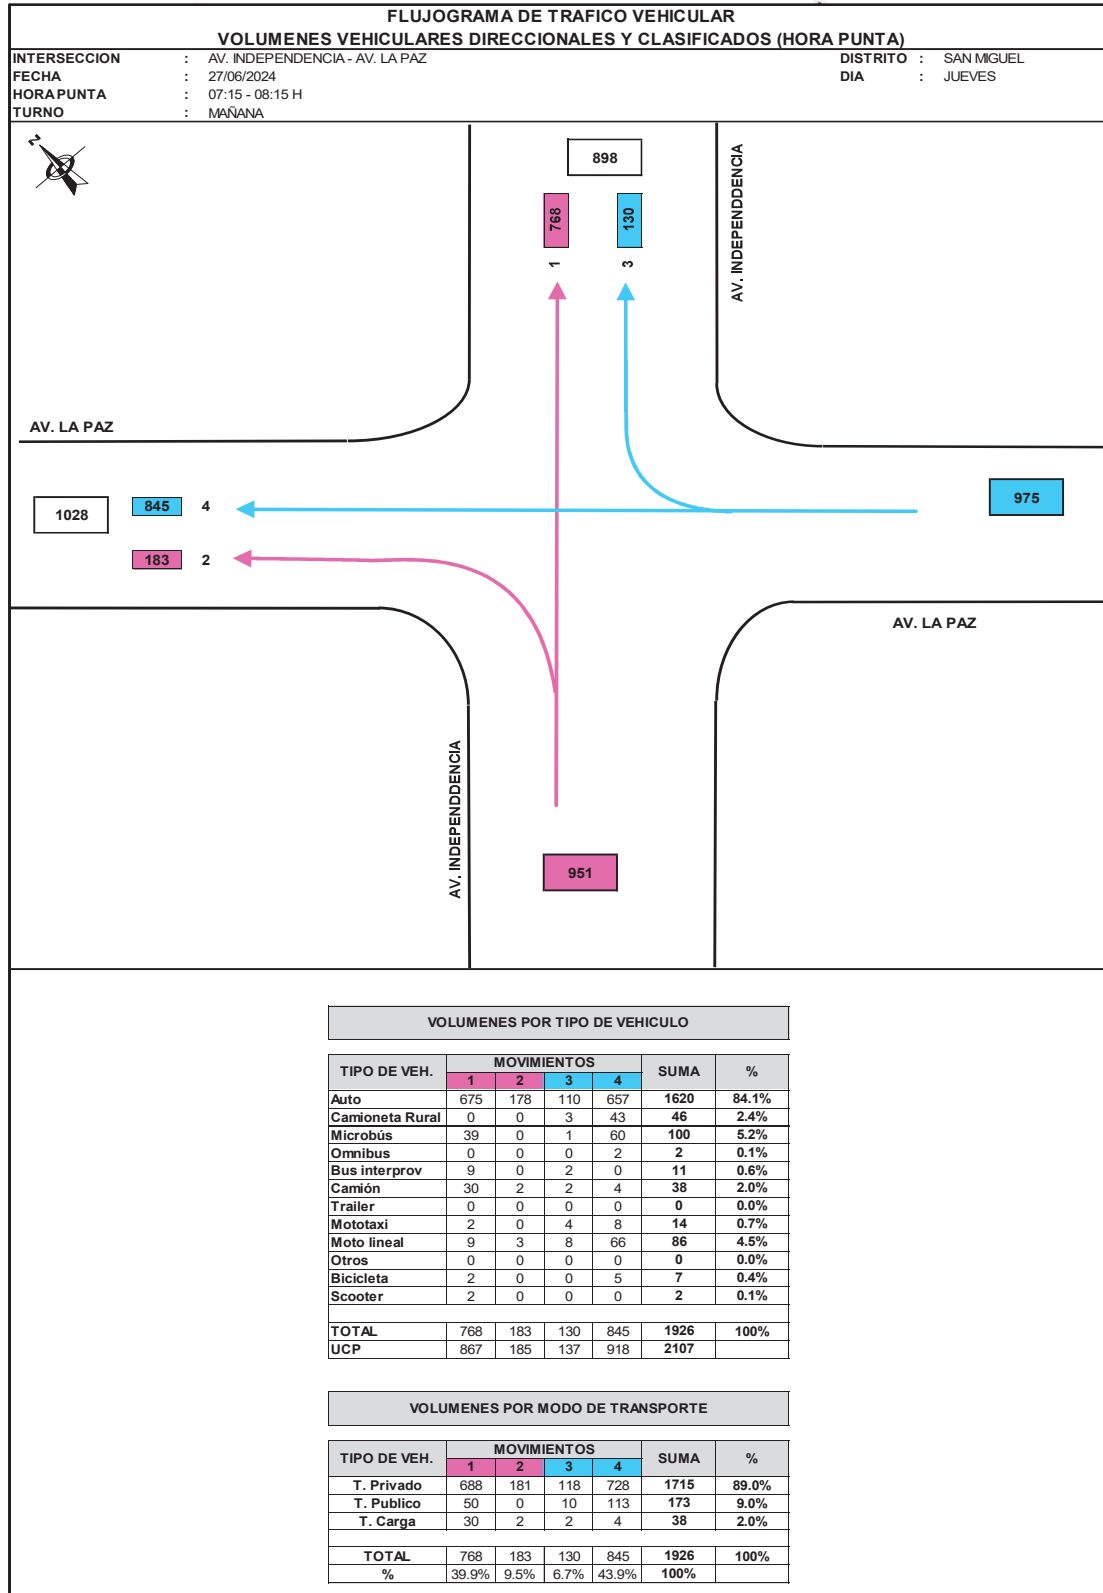 FLUJOGRAMA DE TRAFICO VEHICULAR
VOLUMENES VEHICULARES DIRECCIONALES Y CLASIFICADOS (HORA PUNTA)
INTERSECCION : AV. INDEPENDENCIA - AV. LA PAZ DISTRITO : SAN MIGUEL
FECHA : 27/06/2024 DIA : JUEVES
HORA PUNTA : 07:15 - 08:15 H
TURNO : MAÑANA
N
898
768 130
1 3
AV. INDEPENDDENCIA
AV. LA PAZ
1028 845 4
183 2
975
AV. LA PAZ
AV. INDEPENDDENCIA
951
VOLUMENES POR TIPO DE VEHICULO
TIPO DE VEH. MOVIMIENTOS SUMA %
1 2 3 4
Auto 675 178 110 657 1620 84.1%
Camioneta Rural 0 0 3 43 46 2.4%
Microbús 39 0 1 60 100 5.2%
Omnibus 0 0 0 2 2 0.1%
Bus interprov 9 0 2 0 11 0.6%
Camión 30 2 2 4 38 2.0%
Trailer 0 0 0 0 0 0.0%
Mototaxi 2 0 4 8 14 0.7%
Moto lineal 9 3 8 66 86 4.5%
Otros 0 0 0 0 0 0.0%
Bicicleta 2 0 0 5 7 0.4%
Scooter 2 0 0 0 2 0.1%
TOTAL 768 183 130 845 1926 100%
UCP 867 185 137 918 2107
VOLUMENES POR MODO DE TRANSPORTE
TIPO DE VEH. MOVIMIENTOS SUMA %
1 2 3 4
T. Privado 688 181 118 728 1715 89.0%
T. Publico 50 0 10 113 173 9.0%
T. Carga 30 2 2 4 38 2.0%
TOTAL 768 183 130 845 1926 100%
% 39.9% 9.5% 6.7% 43.9% 100%